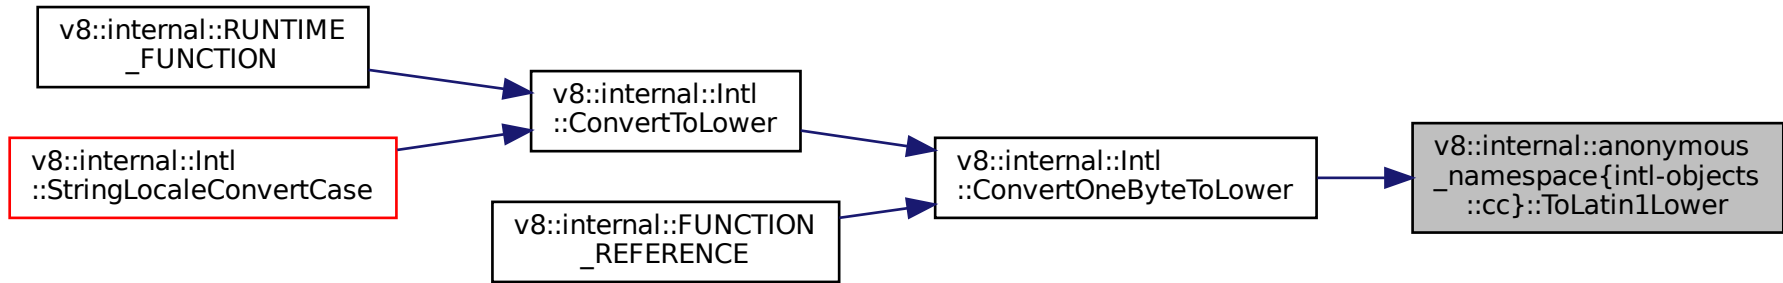 v8::internal::RUNTIME
_FUNCTION
v8::internal::Intl
::StringLocaleConvertCase
v8::internal::Intl
::ConvertToLower
v8::internal::FUNCTION
_REFERENCE
v8::internal::Intl
::ConvertOneByteToLower
v8::internal::anonymous
_namespace{intl-objects
::cc}::ToLatin1Lower